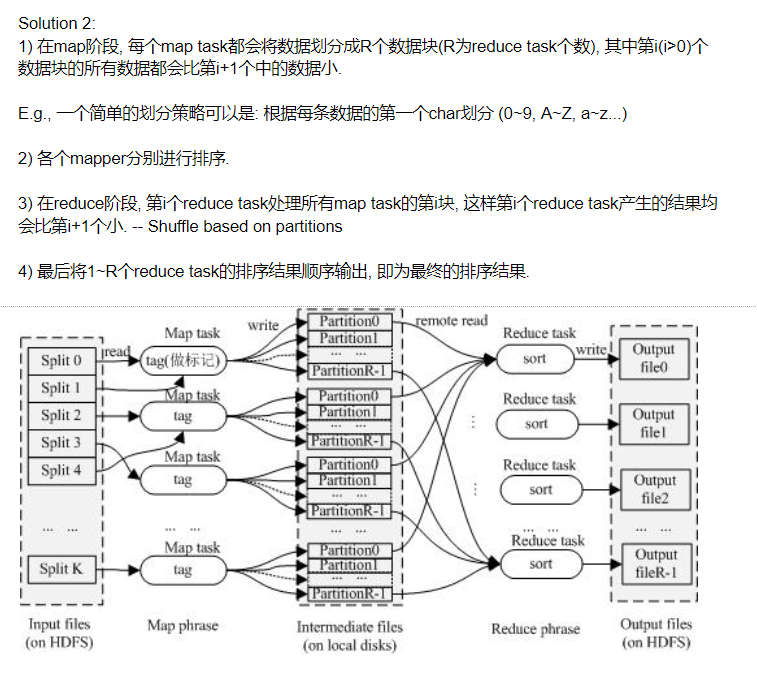 Solution 2:
1) 在map阶段, 每个map task都会将数据划分成R个数据块(R为reduce task个数), 其中第i(i>0)个
数据块的所有数据都会比第i+1个中的数据小.
E.g., 一个简单的划分策略可以是: 根据每条数据的第一个char划分 (0~9, A~Z, a~z...)
2) 各个mapper分别进行排序.
3) 在reduce阶段, 第i个reduce task处理所有map task的第i块, 这样第i个reduce task产生的结果均
会比第i+1个小. -- Shuffle based on partitions
4) 最后将1~R个reduce task的排序结果顺序输出, 即为最终的排序结果.
Split 0
Split 1
Split 2
Split 3
Split 4
... ...
Split K
Input files
(on HDFS)
read
Map task
tag(做标记)
Map task
tag
Map task
tag
... ...
Map task
tag
Map phrase
write
Partition0
Partition1
... ...
PartitionR-1
Partition0
Partition1
... ...
PartitionR-1
Partition0
Partition1
... ...
PartitionR-1
... ...
Partition0
Partition1
... ...
PartitionR-1
Intermediate files
(on local disks)
remote read
...
...
Reduce task
sort
Reduce task
sort
Reduce task
sort
... ...
Reduce task
sort
Reduce phrase
write
Output
file0
Output
file1
Output
file2
... ...
Output
fileR-1
Output files
(on HDFS)